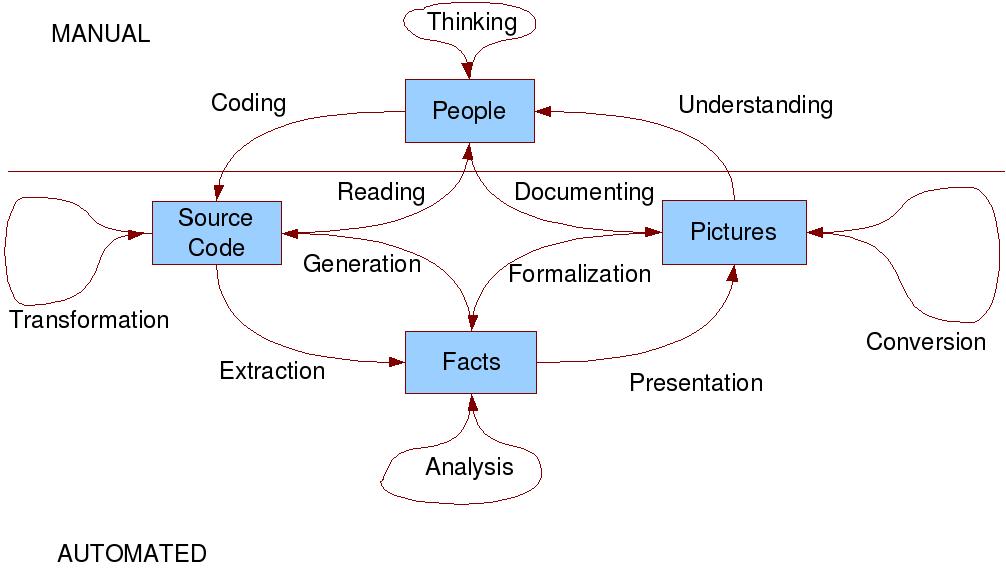 MANUAL
Thinking
Coding
People
Understanding
Reading
Documenting
Source
Code
Pictures
Generation
Formalization
Transformation
Conversion
Extraction
Facts
Presentation
Analysis
AUTOMATED